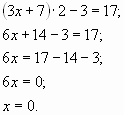 (3x+7)·2−3=17;
6x+14−3=17;
6x=17−14−3;
6x=0;
x=0.